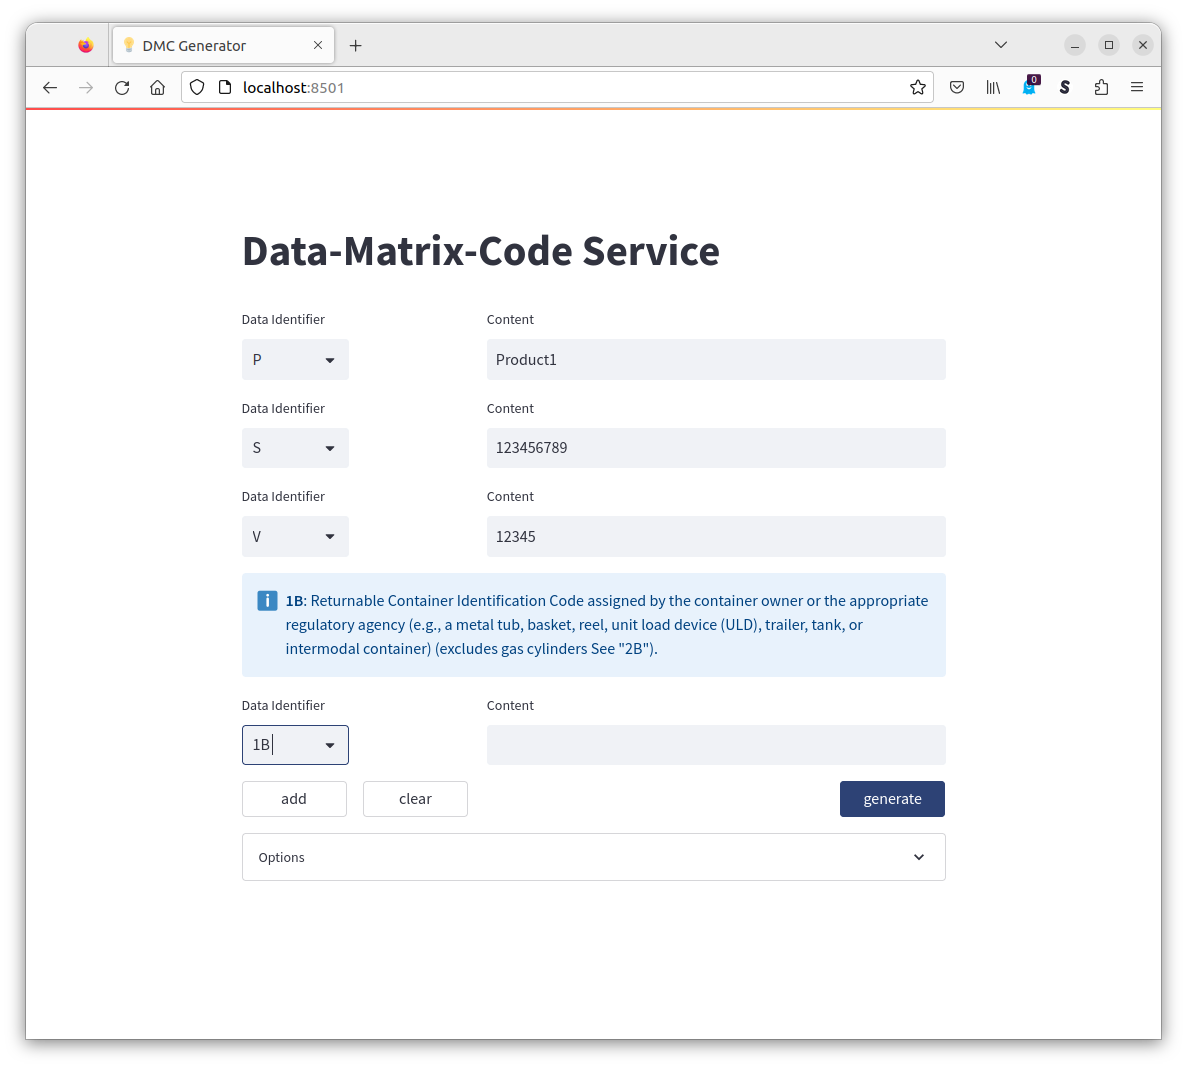 DMC Generator
localhost:8501
0
S
Data-Matrix-Code Service
Data Identifier Content
P Product1
Data Identifier Content
S 123456789
Data Identifier Content
V 12345
1B: Returnable Container Identification Code assigned by the container owner or the appropriate
regulatory agency (e.g., a metal tub, basket, reel, unit load device (ULD), trailer, tank, or
intermodal container) (excludes gas cylinders See "2B").
Data Identifier Content
1B
add clear generate
Options